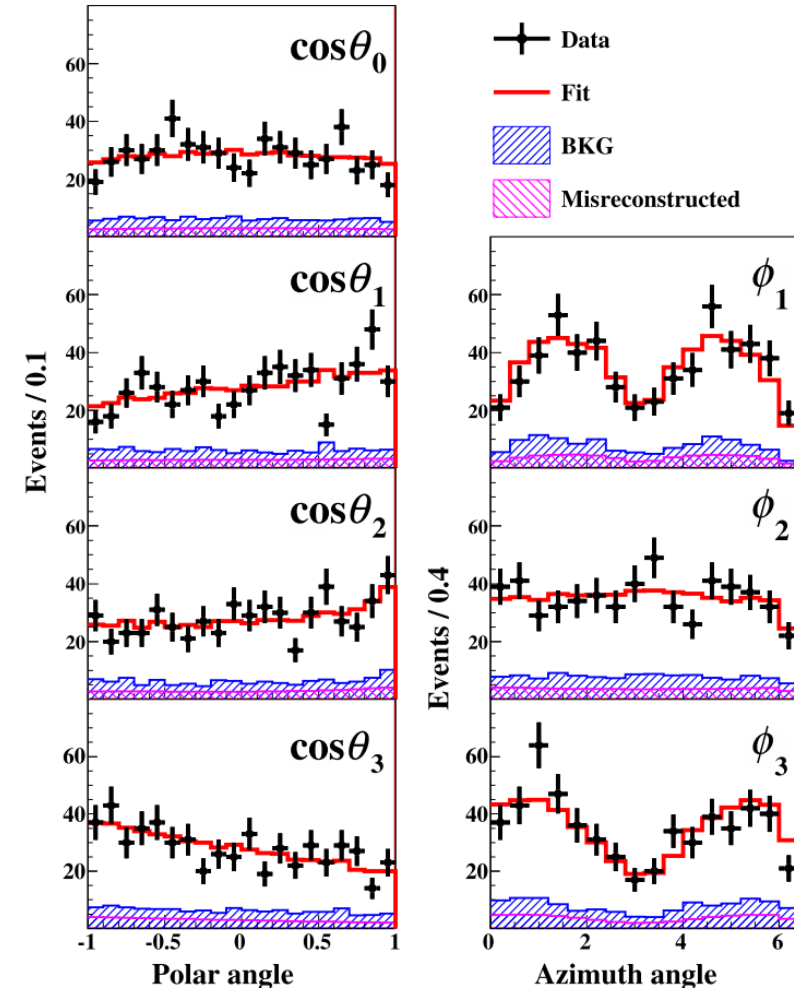 cosθ0
60
40
20
cosθ1
60
40
20
cosθ2
60
40
20
cosθ3
60
40
20
-1 -0.5 0 0.5 1
Polar angle
Events / 0.1
Data
Fit
BKG
Misreconstructed
ϕ1
60
40
20
ϕ2
60
40
20
ϕ3
60
40
20
0 2 4 6
Azimuth angle
Events / 0.4